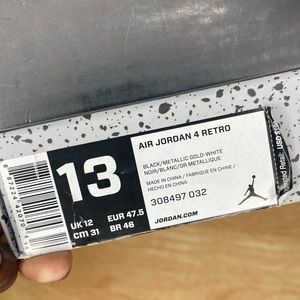 AIR JORDAN 4 RETRO
BLACK/METALLIC GOLD-WHITE
NOIR/BLANC/OR METALLIQUE
MADE IN CHINA / FABRIQUE EN CHINE /
HECHO EN CHINA
308497 032
JORDAN.COM
13
UK 12
EUR 47.5
CM 31
BR 46